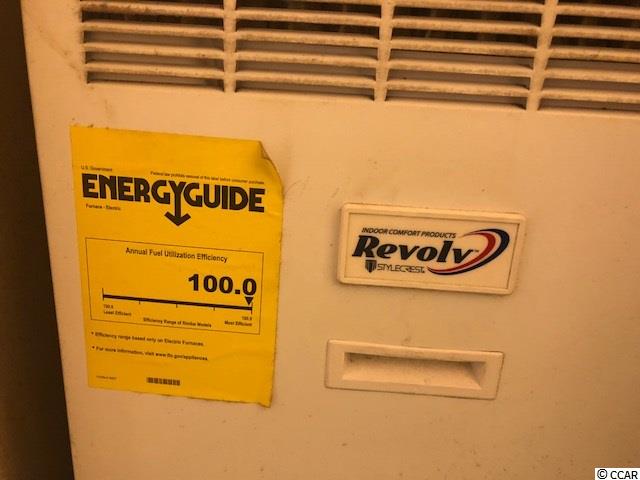 U.S. Government
Federal law prohibits removal of this label before consumer purchase.
ENERGYGUIDE
Furnace - Electric
Annual Fuel Utilization Efficiency
100.0
100.0
100.0
Least Efficient
Efficiency Range of Similar Models
Most Efficient
• Efficiency range based only on Electric Furnaces.
• For more information, visit www.ftc.gov/appliances.
INDOOR COMFORT PRODUCTS
Revolv
STYLECREST
© CCAR